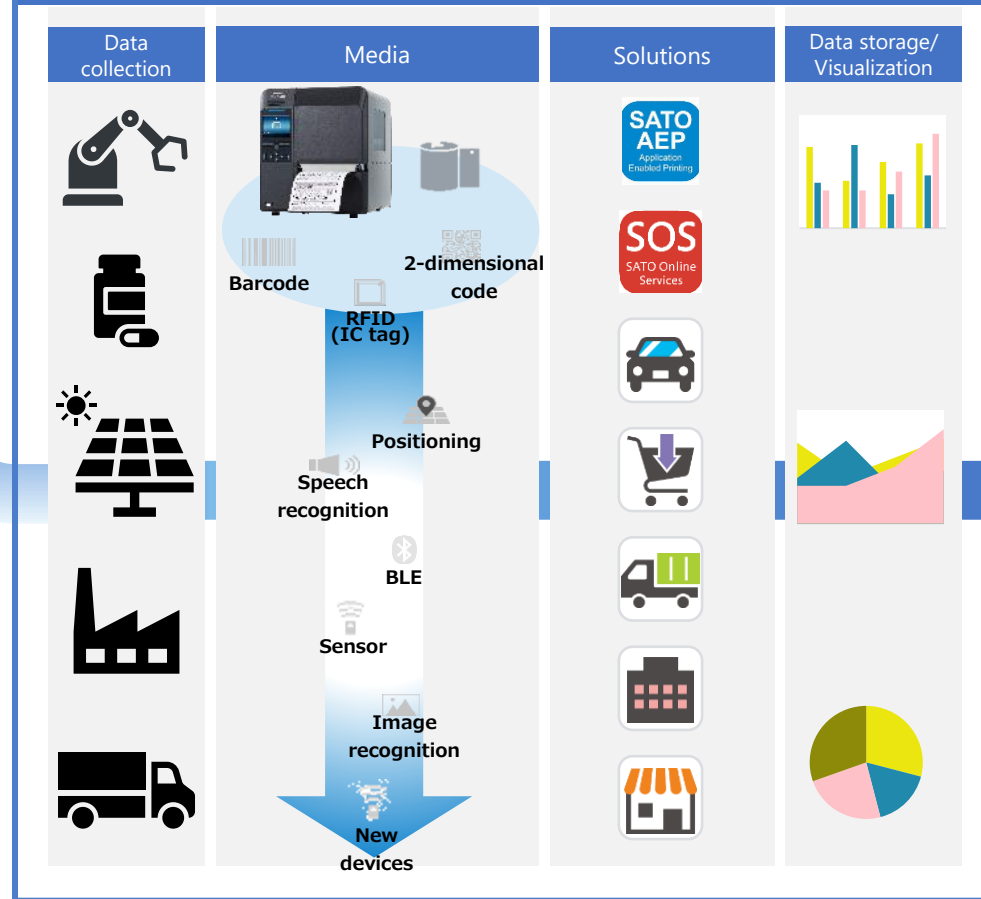 Data
collection
Media
Solutions
Data storage/
Visualization
SATO
AEP
Application
Enabled Printing
SOS
SATO Online
Services
Barcode
2-dimensional
code
RFID
(IC tag)
Positioning
Speech
recognition
BLE
Sensor
Image
recognition
New
devices